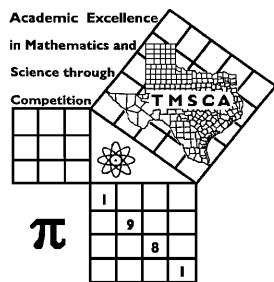 Academic Excellence
in Mathematics and
Science through
Competition
TMSCA
π
1
9
8
1